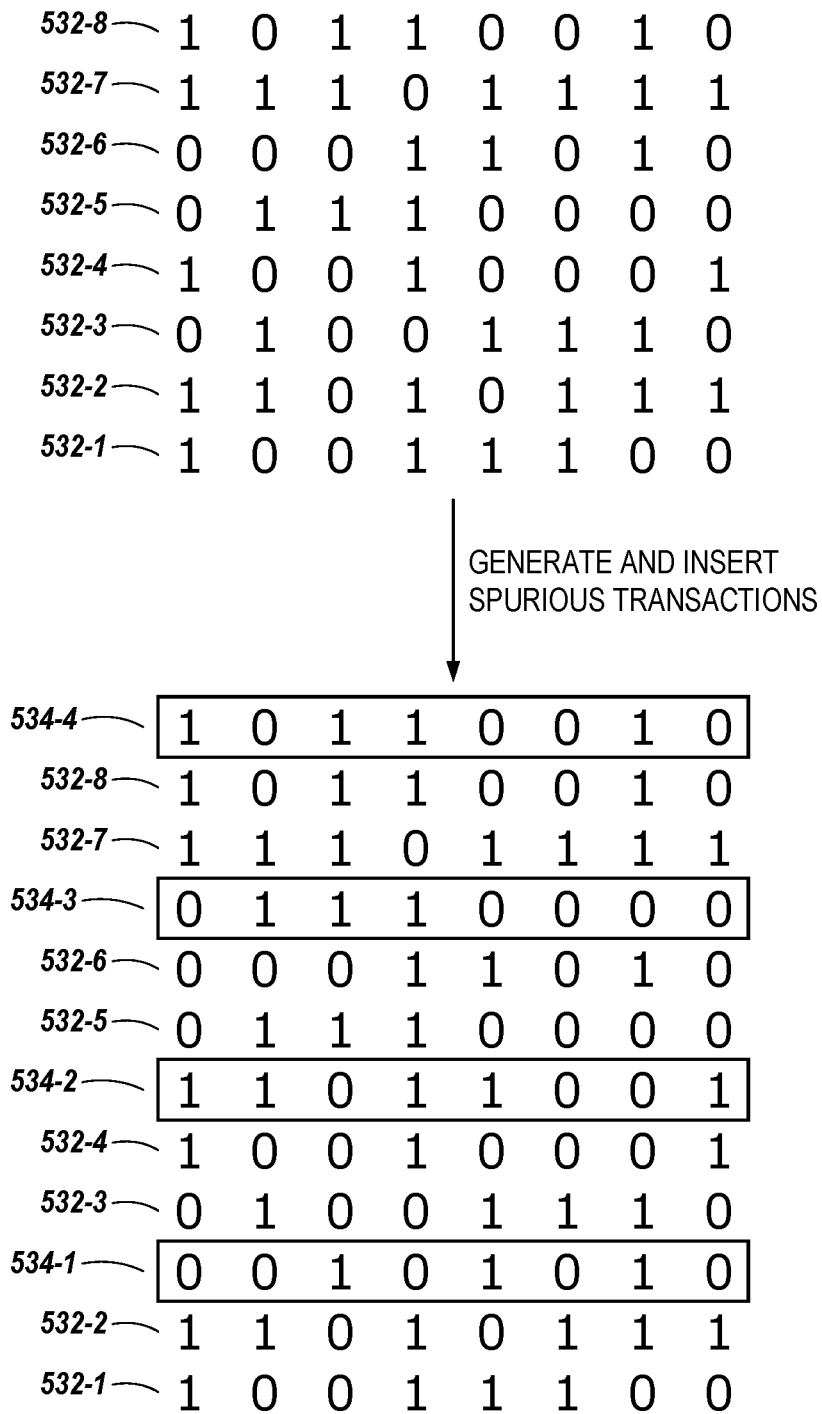 532-8 1 0 1 1 0 0 1 0
532-7 1 1 1 0 1 1 1 1
532-6 0 0 0 1 1 0 1 0
532-5 0 1 1 1 0 0 0 0
532-4 1 0 0 1 0 0 0 1
532-3 0 1 0 0 1 1 1 0
532-2 1 1 0 1 0 1 1 1
532-1 1 0 0 1 1 1 0 0
GENERATE AND INSERT
SPURIOUS TRANSACTIONS
534-4 1 0 1 1 0 0 1 0
532-8 1 0 1 1 0 0 1 0
532-7 1 1 1 0 1 1 1 1
534-3 0 1 1 1 0 0 0 0
532-6 0 0 0 1 1 0 1 0
532-5 0 1 1 1 0 0 0 0
534-2 1 1 0 1 1 0 0 1
532-4 1 0 0 1 0 0 0 1
532-3 0 1 0 0 1 1 1 0
534-1 0 0 1 0 1 0 1 0
532-2 1 1 0 1 0 1 1 1
532-1 1 0 0 1 1 1 0 0